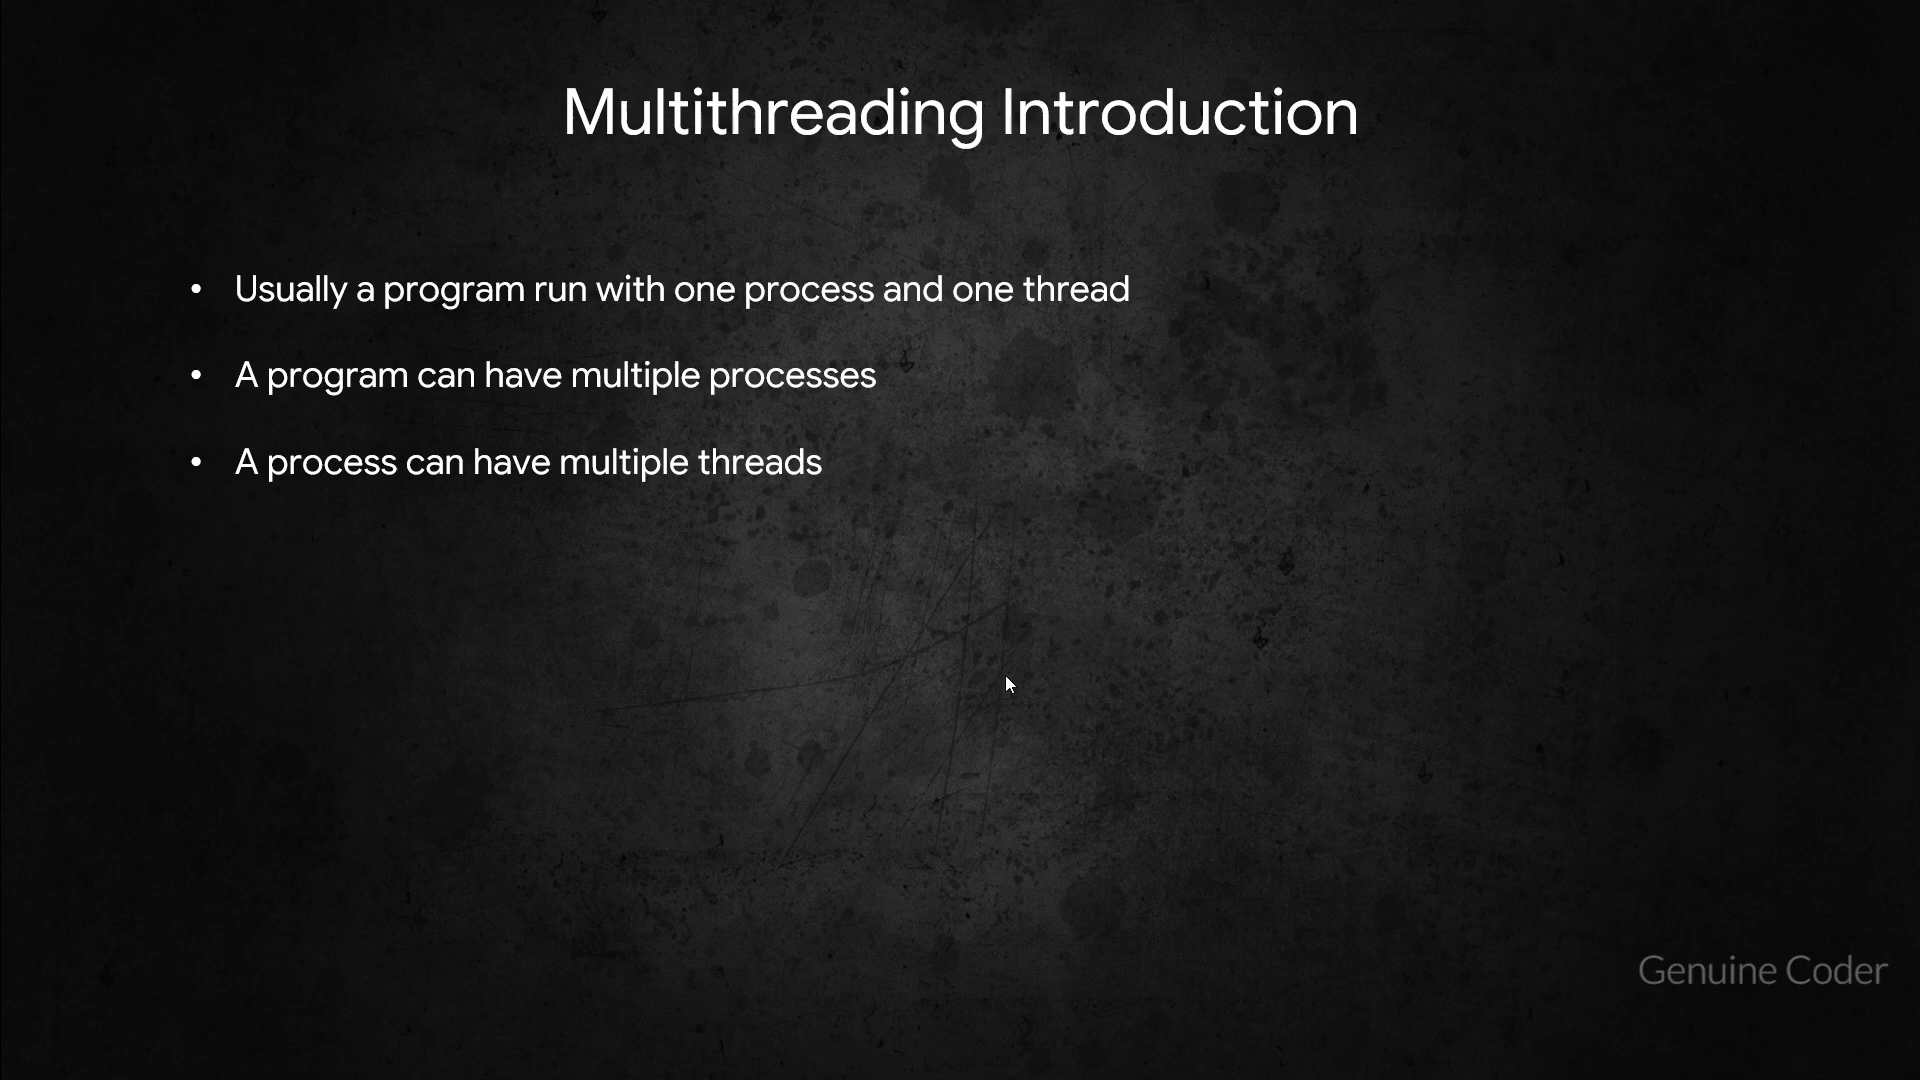 Multithreading Introduction
• Usually a program run with one process and one thread
• A program can have multiple processes
• A process can have multiple threads
Genuine Coder